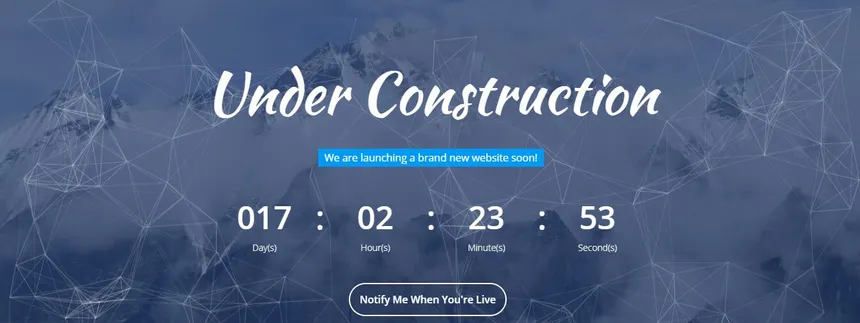 Under Construction
We are launching a brand new website soon!
017 : 02 : 23 : 53
Day(s) Hour(s) Minute(s) Second(s)
Notify Me When You're Live